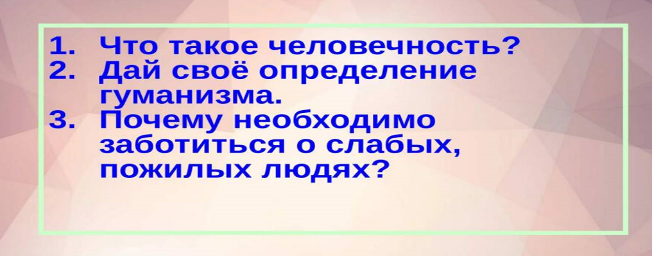 1. Что такое человечность?
2. Дай своё определение
гуманизма.
3. Почему необходимо
заботиться о слабых,
пожилых людях?